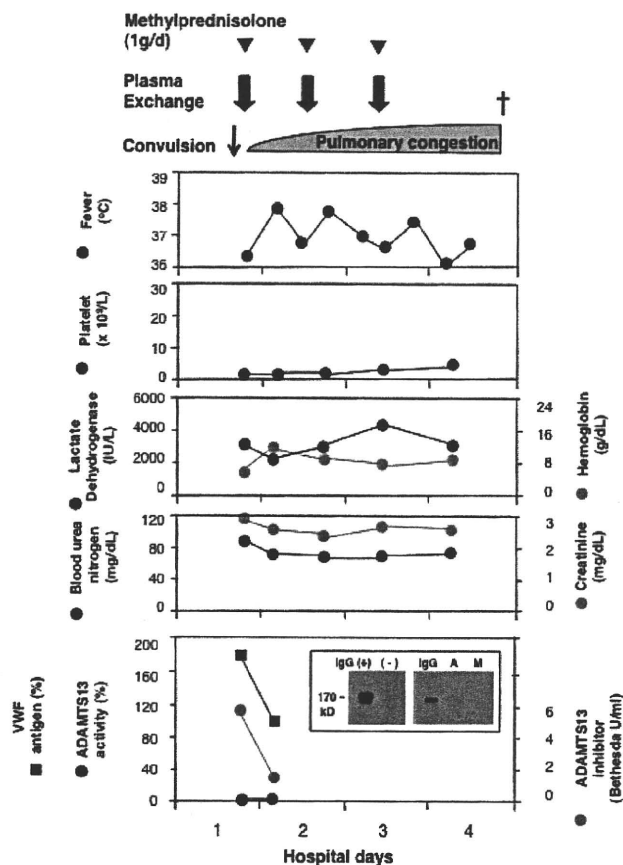 Methylprednisolone
(1g/d)
Plasma
Exchange
†
Convulsion
Pulmonary congestion
Fever
(°C)
39
38
37
36
Platelet
(x 10⁹/L)
30
20
10
0
Lactate
Dehydrogenase
(IU/L)
6000
4000
2000
0
24
16
8
0
Hemoglobin
(g/dL)
Blood urea
nitrogen
(mg/dL)
120
80
40
0
3
2
1
0
Creatinine
(mg/dL)
VWF
antigen (%)
ADAMTS13
activity (%)
200
160
120
80
40
0
IgG (+) (-)
IgG A M
170 -
kD
6
4
2
0
ADAMTS13
inhibitor
(Bethesda U/ml)
1 2 3 4
Hospital days